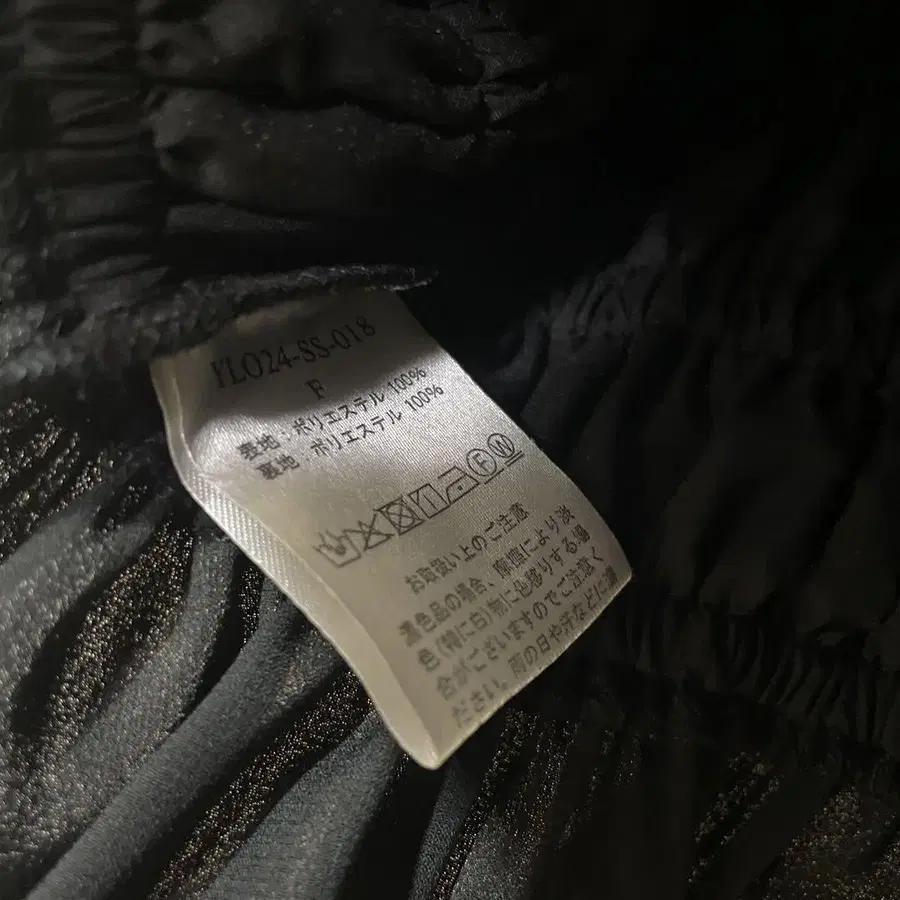 YLO24-SS-018
F
表地：ポリエステル 100%
裏地：ポリエステル 100%
お取扱い上のご注意
濃色品の場合、摩擦により淡
色(特に白)物に色移りする場
合がございますのでご注意く
ださい。雨の日や汗などに濡